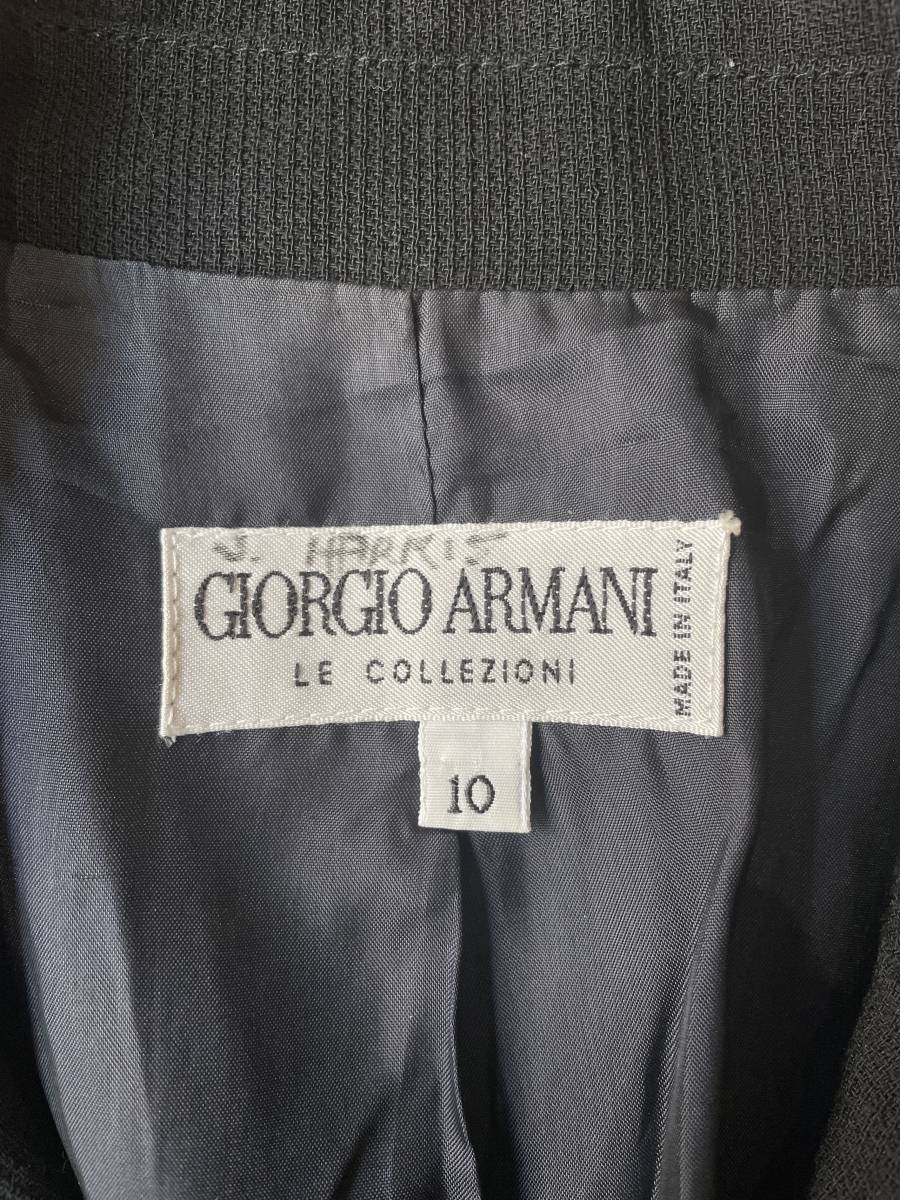 J. HARRIS
GIORGIO ARMANI
LE COLLEZIONI
MADE IN ITALY
10